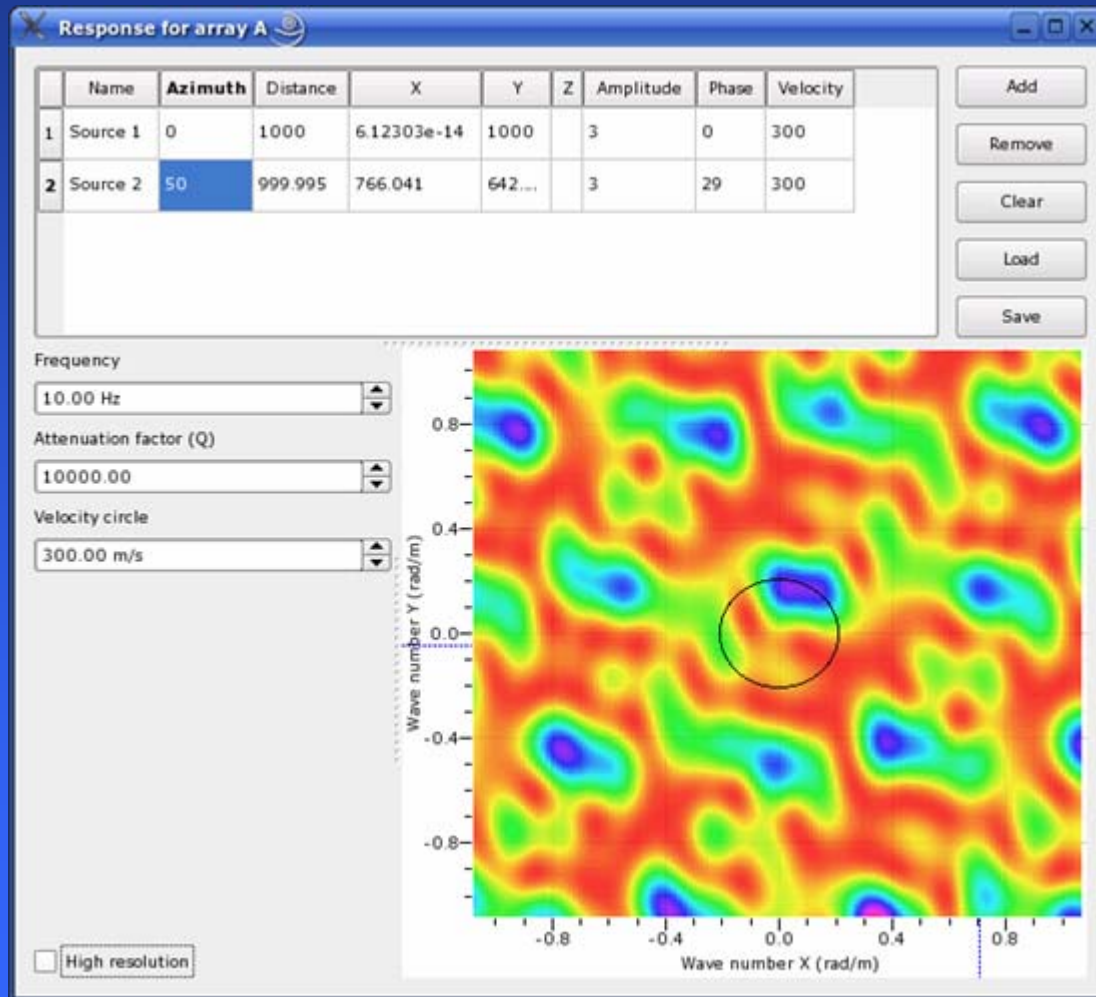 Response for array A
Name Azimuth Distance X Y Z Amplitude Phase Velocity
1 Source 1 0 1000 6.12303e-14 1000 3 0 300
2 Source 2 50 999.995 766.041 642... 3 29 300
Add
Remove
Clear
Load
Save
Frequency
10.00 Hz
Attenuation factor (Q)
10000.00
Velocity circle
300.00 m/s
High resolution
Wave number Y (rad/m)
0.8
0.4
0.0
-0.4
-0.8
-0.8 -0.4 0.0 0.4 0.8
Wave number X (rad/m)